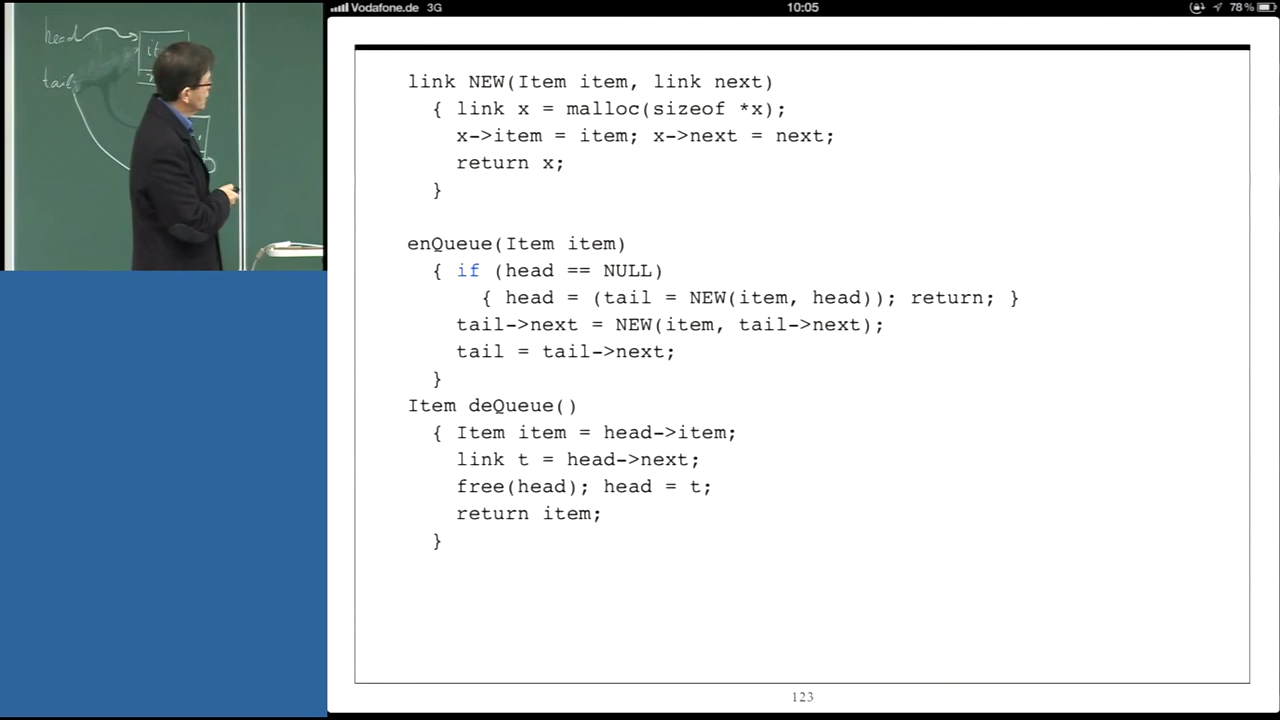 Vodafone.de 3G 10:05 78%
head
tail
it
link NEW(Item item, link next)
{ link x = malloc(sizeof *x);
x->item = item; x->next = next;
return x;
}
enQueue(Item item)
{ if (head == NULL)
{ head = (tail = NEW(item, head)); return; }
tail->next = NEW(item, tail->next);
tail = tail->next;
}
Item deQueue()
{ Item item = head->item;
link t = head->next;
free(head); head = t;
return item;
}
123